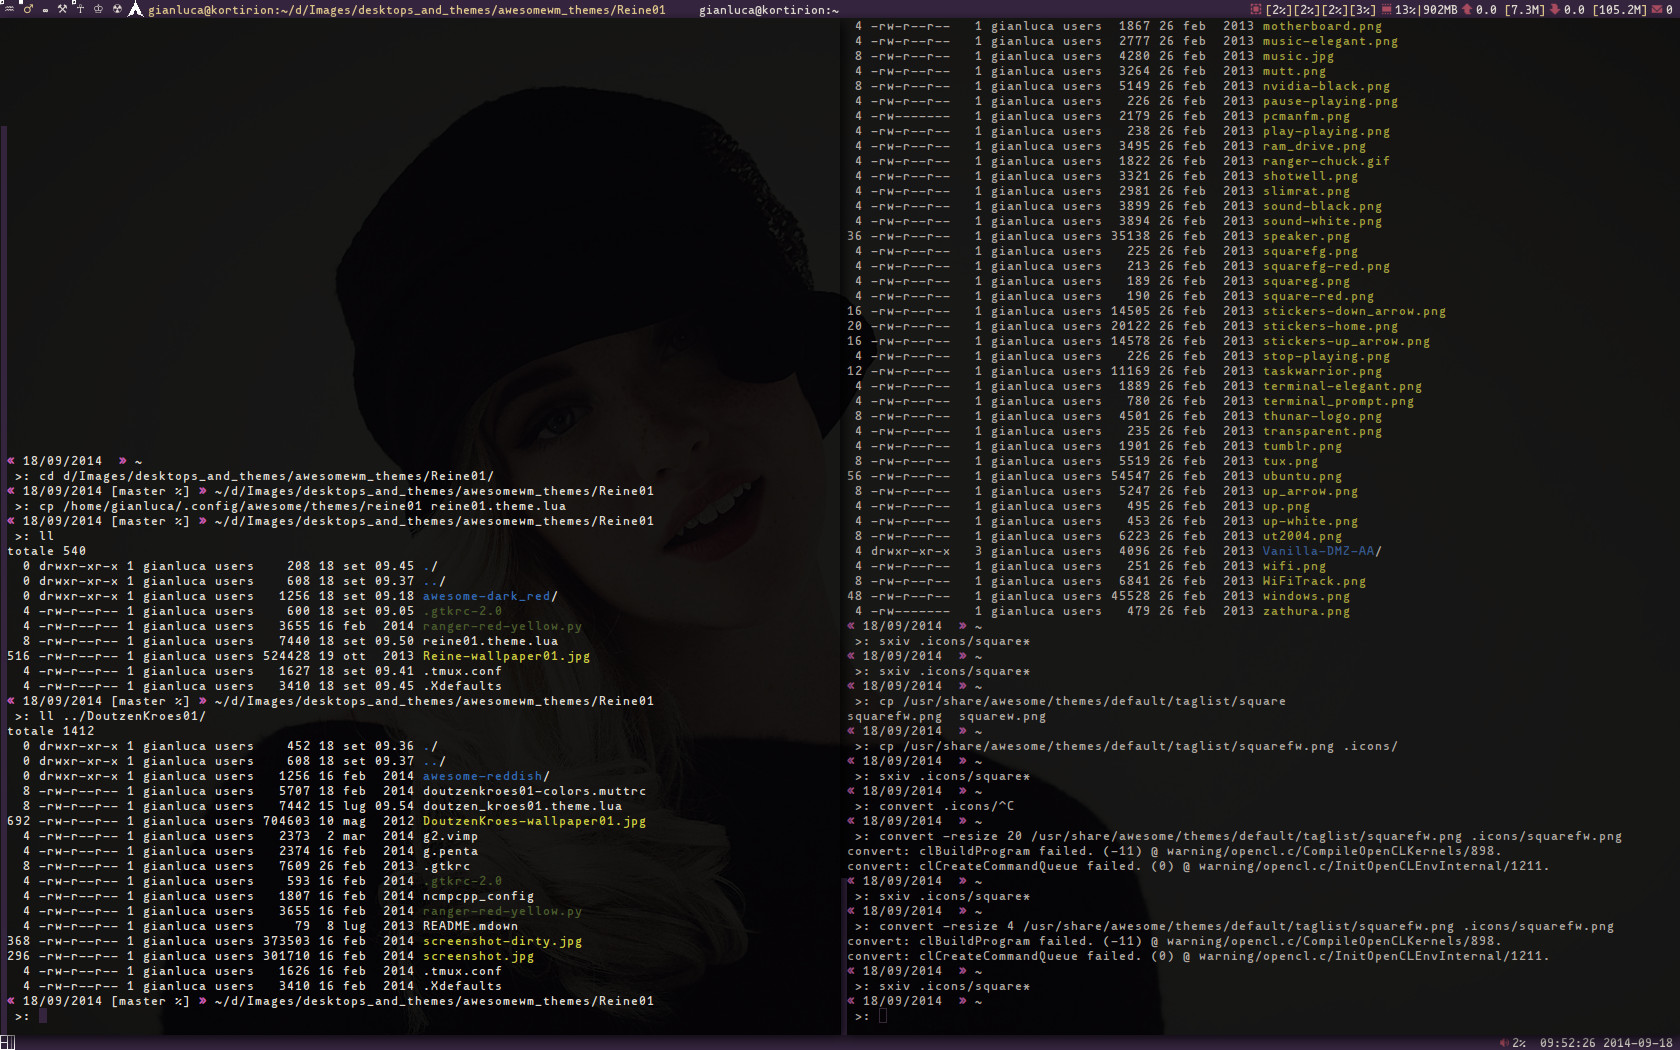 gianluca@kortirion:~/d/Images/desktops_and_themes/awesomewm_themes/Reine01    gianluca@kortirion:~    [2%][2%][2%][3%] 13%|902MB 0.0 [7.3M] 0.0 [105.2M] 0
« 18/09/2014  » ~
>: cd d/Images/desktops_and_themes/awesomewm_themes/Reine01/
« 18/09/2014 [master %] » ~/d/Images/desktops_and_themes/awesomewm_themes/Reine01
>: cp /home/gianluca/.config/awesome/themes/reine01 reine01.theme.lua
« 18/09/2014 [master %] » ~/d/Images/desktops_and_themes/awesomewm_themes/Reine01
>: ll
totale 540
0 drwxr-xr-x 1 gianluca users    208 18 set 09.45 ./
0 drwxr-xr-x 1 gianluca users    608 18 set 09.37 ../
0 drwxr-xr-x 1 gianluca users   1256 18 set 09.18 awesome-dark_red/
4 -rw-r--r-- 1 gianluca users    600 18 set 09.05 .gtkrc-2.0
4 -rw-r--r-- 1 gianluca users   3655 16 feb  2014 ranger-red-yellow.py
8 -rw-r--r-- 1 gianluca users   7440 18 set 09.50 reine01.theme.lua
516 -rw-r--r-- 1 gianluca users 524428 19 ott  2013 Reine-wallpaper01.jpg
4 -rw-r--r-- 1 gianluca users   1627 18 set 09.41 .tmux.conf
4 -rw-r--r-- 1 gianluca users   3410 18 set 09.45 .Xdefaults
« 18/09/2014 [master %] » ~/d/Images/desktops_and_themes/awesomewm_themes/Reine01
>: ll ../DoutzenKroes01/
totale 1412
0 drwxr-xr-x 1 gianluca users    452 18 set 09.36 ./
0 drwxr-xr-x 1 gianluca users    608 18 set 09.37 ../
0 drwxr-xr-x 1 gianluca users   1256 16 feb  2014 awesome-reddish/
8 -rw-r--r-- 1 gianluca users   5707 18 feb  2014 doutzenkroes01-colors.muttrc
8 -rw-r--r-- 1 gianluca users   7442 15 lug 09.54 doutzen_kroes01.theme.lua
692 -rw-r--r-- 1 gianluca users 704603 10 mag  2012 DoutzenKroes-wallpaper01.jpg
4 -rw-r--r-- 1 gianluca users   2373  2 mar  2014 g2.vimp
4 -rw-r--r-- 1 gianluca users   2374 16 feb  2014 g.penta
8 -rw-r--r-- 1 gianluca users   7609 26 feb  2013 .gtkrc
4 -rw-r--r-- 1 gianluca users    593 16 feb  2014 .gtkrc-2.0
4 -rw-r--r-- 1 gianluca users   1807 16 feb  2014 ncmpcpp_config
4 -rw-r--r-- 1 gianluca users   3655 16 feb  2014 ranger-red-yellow.py
4 -rw-r--r-- 1 gianluca users     79  8 lug  2013 README.mdown
368 -rw-r--r-- 1 gianluca users 373503 16 feb  2014 screenshot-dirty.jpg
296 -rw-r--r-- 1 gianluca users 301710 16 feb  2014 screenshot.jpg
4 -rw-r--r-- 1 gianluca users   1626 16 feb  2014 .tmux.conf
4 -rw-r--r-- 1 gianluca users   3410 16 feb  2014 .Xdefaults
« 18/09/2014 [master %] » ~/d/Images/desktops_and_themes/awesomewm_themes/Reine01
>:
4 -rw-r--r--   1 gianluca users  1867 26 feb  2013 motherboard.png
4 -rw-r--r--   1 gianluca users  2777 26 feb  2013 music-elegant.png
8 -rw-r--r--   1 gianluca users  4280 26 feb  2013 music.jpg
4 -rw-r--r--   1 gianluca users  3264 26 feb  2013 mutt.png
8 -rw-r--r--   1 gianluca users  5149 26 feb  2013 nvidia-black.png
4 -rw-r--r--   1 gianluca users   226 26 feb  2013 pause-playing.png
4 -rw-------   1 gianluca users  2179 26 feb  2013 pcmanfm.png
4 -rw-r--r--   1 gianluca users   238 26 feb  2013 play-playing.png
4 -rw-r--r--   1 gianluca users  3495 26 feb  2013 ram_drive.png
4 -rw-r--r--   1 gianluca users  1822 26 feb  2013 ranger-chuck.gif
4 -rw-r--r--   1 gianluca users  3321 26 feb  2013 shotwell.png
4 -rw-r--r--   1 gianluca users  2981 26 feb  2013 slimrat.png
4 -rw-r--r--   1 gianluca users  3899 26 feb  2013 sound-black.png
4 -rw-r--r--   1 gianluca users  3894 26 feb  2013 sound-white.png
36 -rw-r--r--   1 gianluca users 35138 26 feb  2013 speaker.png
4 -rw-r--r--   1 gianluca users   225 26 feb  2013 squarefg.png
4 -rw-r--r--   1 gianluca users   213 26 feb  2013 squarefg-red.png
4 -rw-r--r--   1 gianluca users   189 26 feb  2013 squareg.png
4 -rw-r--r--   1 gianluca users   190 26 feb  2013 square-red.png
16 -rw-r--r--   1 gianluca users 14505 26 feb  2013 stickers-down_arrow.png
20 -rw-r--r--   1 gianluca users 20122 26 feb  2013 stickers-home.png
16 -rw-r--r--   1 gianluca users 14578 26 feb  2013 stickers-up_arrow.png
4 -rw-r--r--   1 gianluca users   226 26 feb  2013 stop-playing.png
12 -rw-r--r--   1 gianluca users 11169 26 feb  2013 taskwarrior.png
4 -rw-r--r--   1 gianluca users  1889 26 feb  2013 terminal-elegant.png
4 -rw-r--r--   1 gianluca users   780 26 feb  2013 terminal_prompt.png
8 -rw-r--r--   1 gianluca users  4501 26 feb  2013 thunar-logo.png
4 -rw-r--r--   1 gianluca users   235 26 feb  2013 transparent.png
4 -rw-r--r--   1 gianluca users  1901 26 feb  2013 tumblr.png
8 -rw-r--r--   1 gianluca users  5519 26 feb  2013 tux.png
56 -rw-r--r--   1 gianluca users 54547 26 feb  2013 ubuntu.png
8 -rw-r--r--   1 gianluca users  5247 26 feb  2013 up_arrow.png
4 -rw-r--r--   1 gianluca users   495 26 feb  2013 up.png
4 -rw-r--r--   1 gianluca users   453 26 feb  2013 up-white.png
8 -rw-r--r--   1 gianluca users  6223 26 feb  2013 ut2004.png
4 drwxr-xr-x   3 gianluca users  4096 26 feb  2013 Vanilla-DMZ-AA/
4 -rw-r--r--   1 gianluca users   251 26 feb  2013 wifi.png
8 -rw-r--r--   1 gianluca users  6841 26 feb  2013 WiFiTrack.png
48 -rw-r--r--   1 gianluca users 45528 26 feb  2013 windows.png
4 -rw-------   1 gianluca users   479 26 feb  2013 zathura.png
« 18/09/2014  » ~
>: sxiv .icons/square*
« 18/09/2014  » ~
>: sxiv .icons/square*
« 18/09/2014  » ~
>: cp /usr/share/awesome/themes/default/taglist/square
squarefw.png  squarew.png
« 18/09/2014  » ~
>: cp /usr/share/awesome/themes/default/taglist/squarefw.png .icons/
« 18/09/2014  » ~
>: sxiv .icons/square*
« 18/09/2014  » ~
>: convert .icons/^C
« 18/09/2014  » ~
>: convert -resize 20 /usr/share/awesome/themes/default/taglist/squarefw.png .icons/squarefw.png
convert: clBuildProgram failed. (-11) @ warning/opencl.c/CompileOpenCLKernels/898.
convert: clCreateCommandQueue failed. (0) @ warning/opencl.c/InitOpenCLEnvInternal/1211.
« 18/09/2014  » ~
>: sxiv .icons/square*
« 18/09/2014  » ~
>: convert -resize 4 /usr/share/awesome/themes/default/taglist/squarefw.png .icons/squarefw.png
convert: clBuildProgram failed. (-11) @ warning/opencl.c/CompileOpenCLKernels/898.
convert: clCreateCommandQueue failed. (0) @ warning/opencl.c/InitOpenCLEnvInternal/1211.
« 18/09/2014  » ~
>: sxiv .icons/square*
« 18/09/2014  » ~
>:
2%  09:52:26 2014-09-18